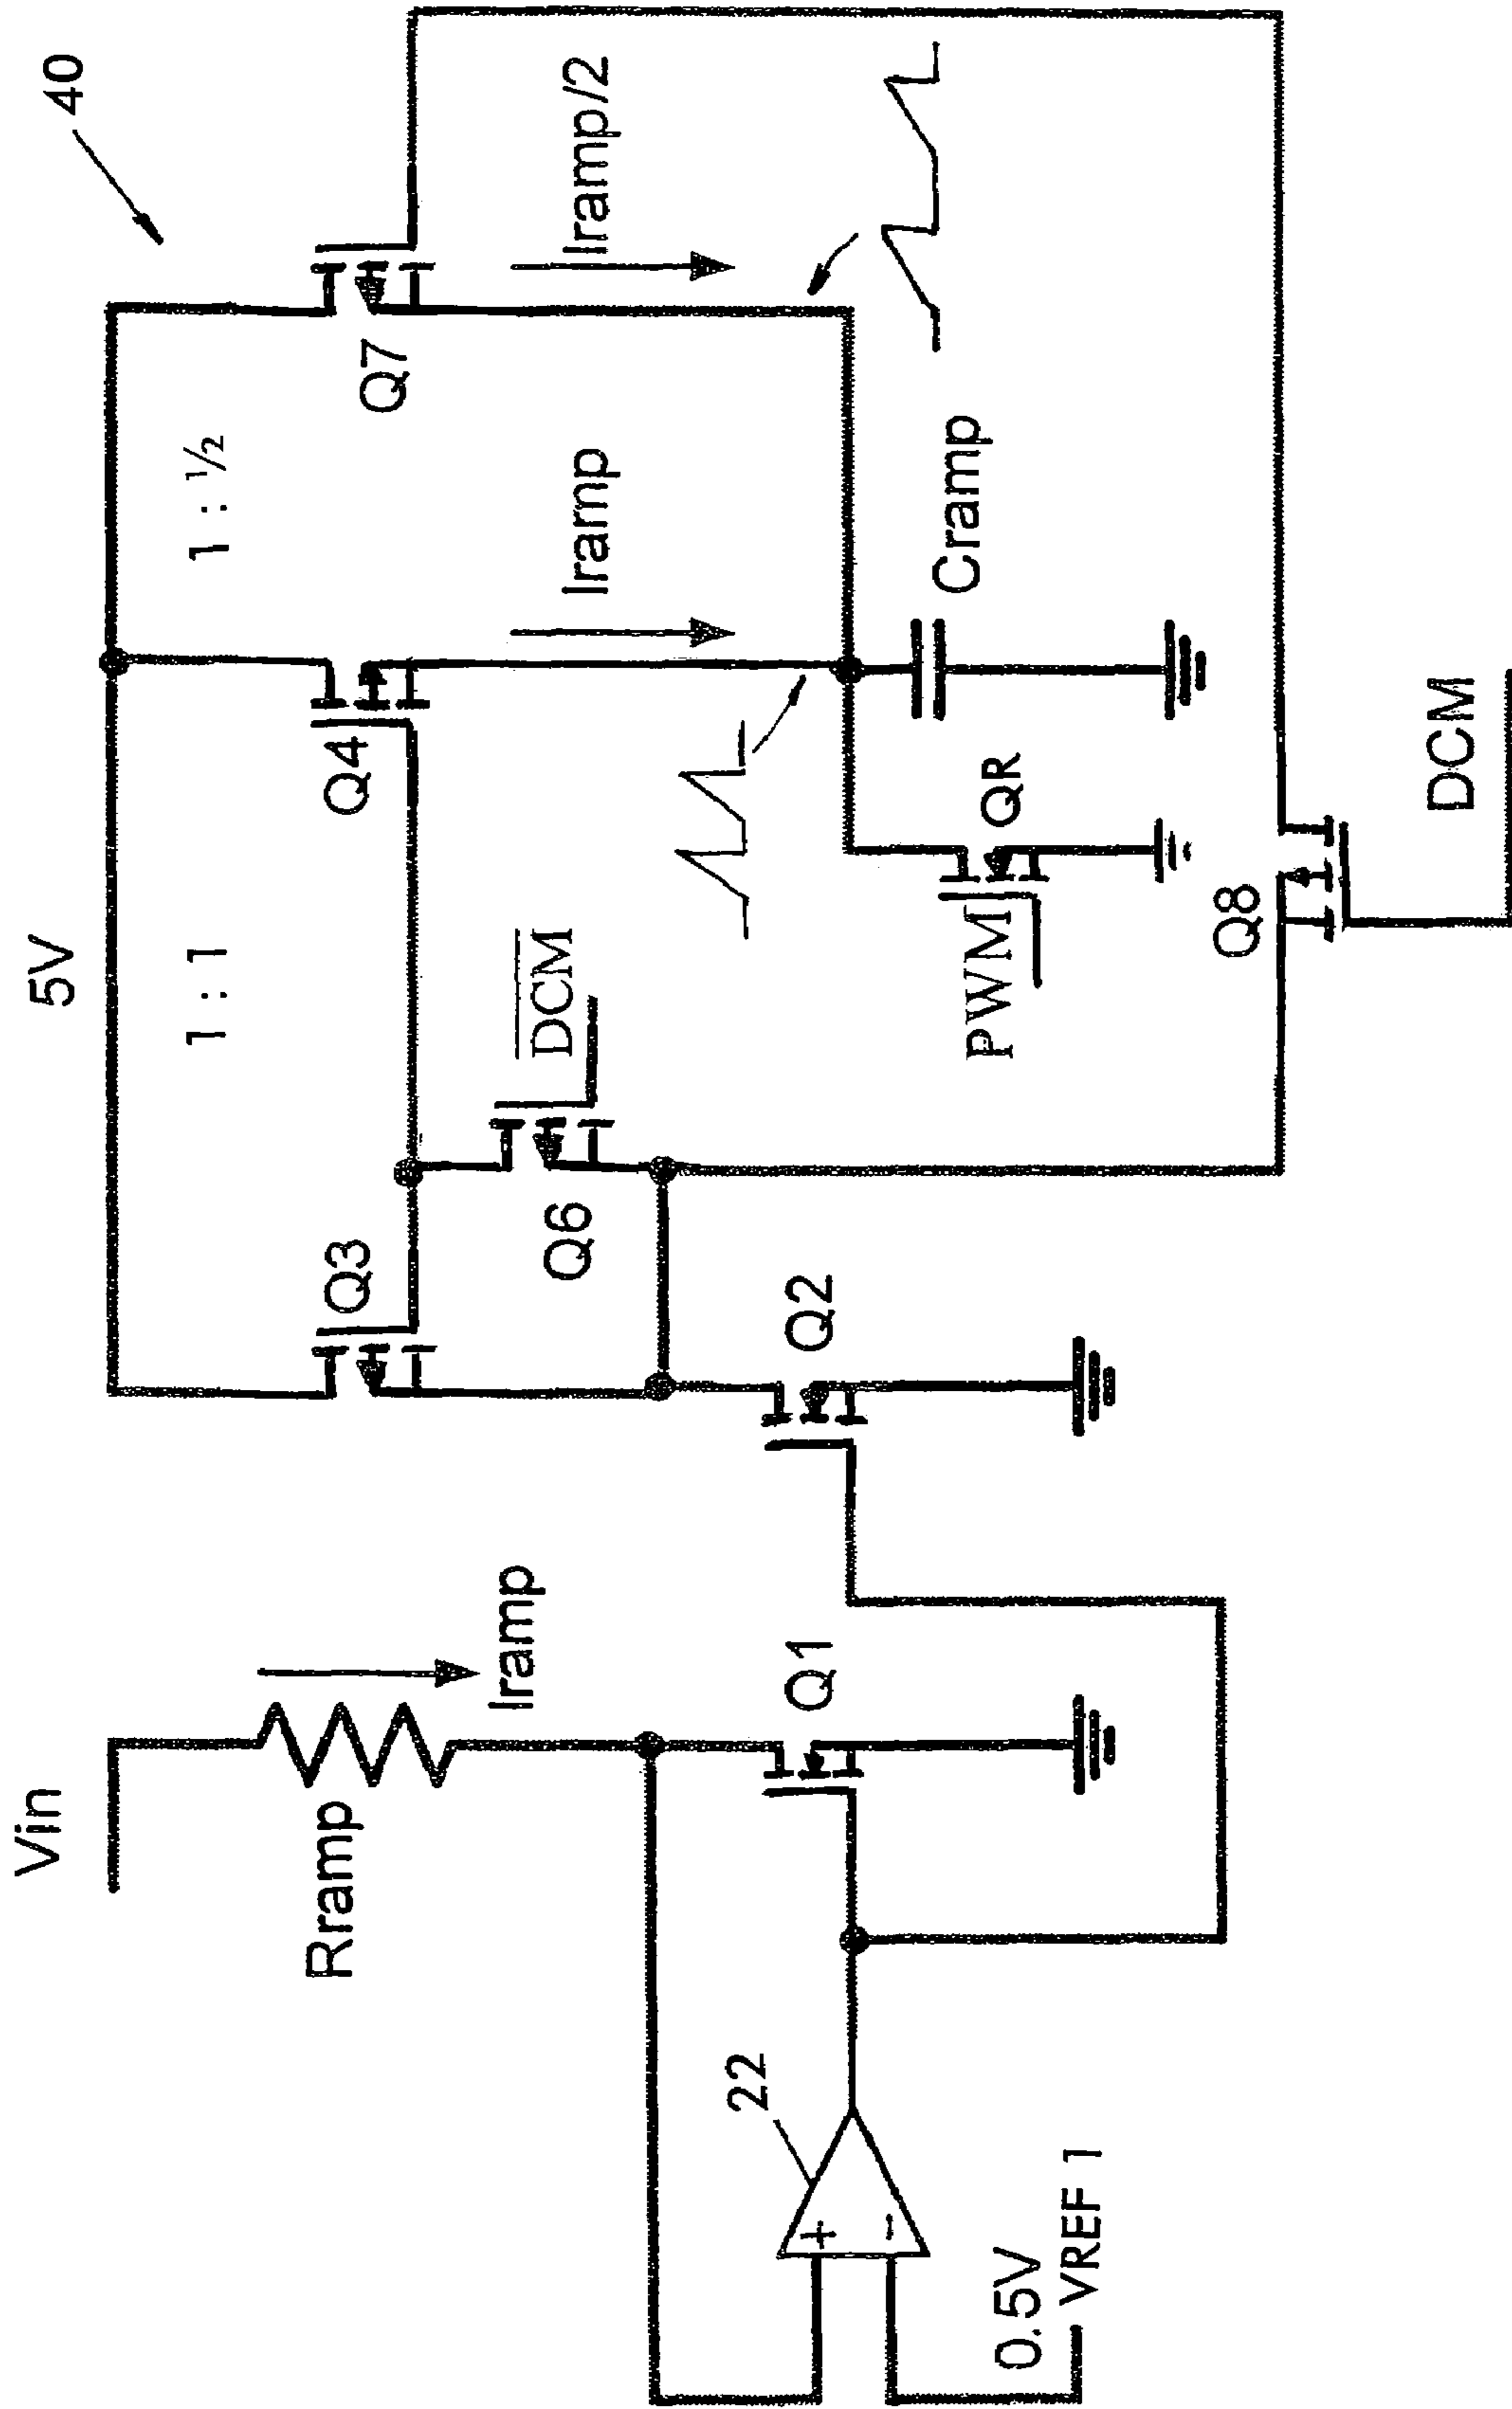 40
5V
Vin
1 : 1
1 : ½
Rramp
Iramp
Q3
Q4
Q7
Q6
DCM
Iramp
Iramp/2
22
Q1
Q2
PWM
QR
Cramp
0.5V
VREF 1
Q8
DCM